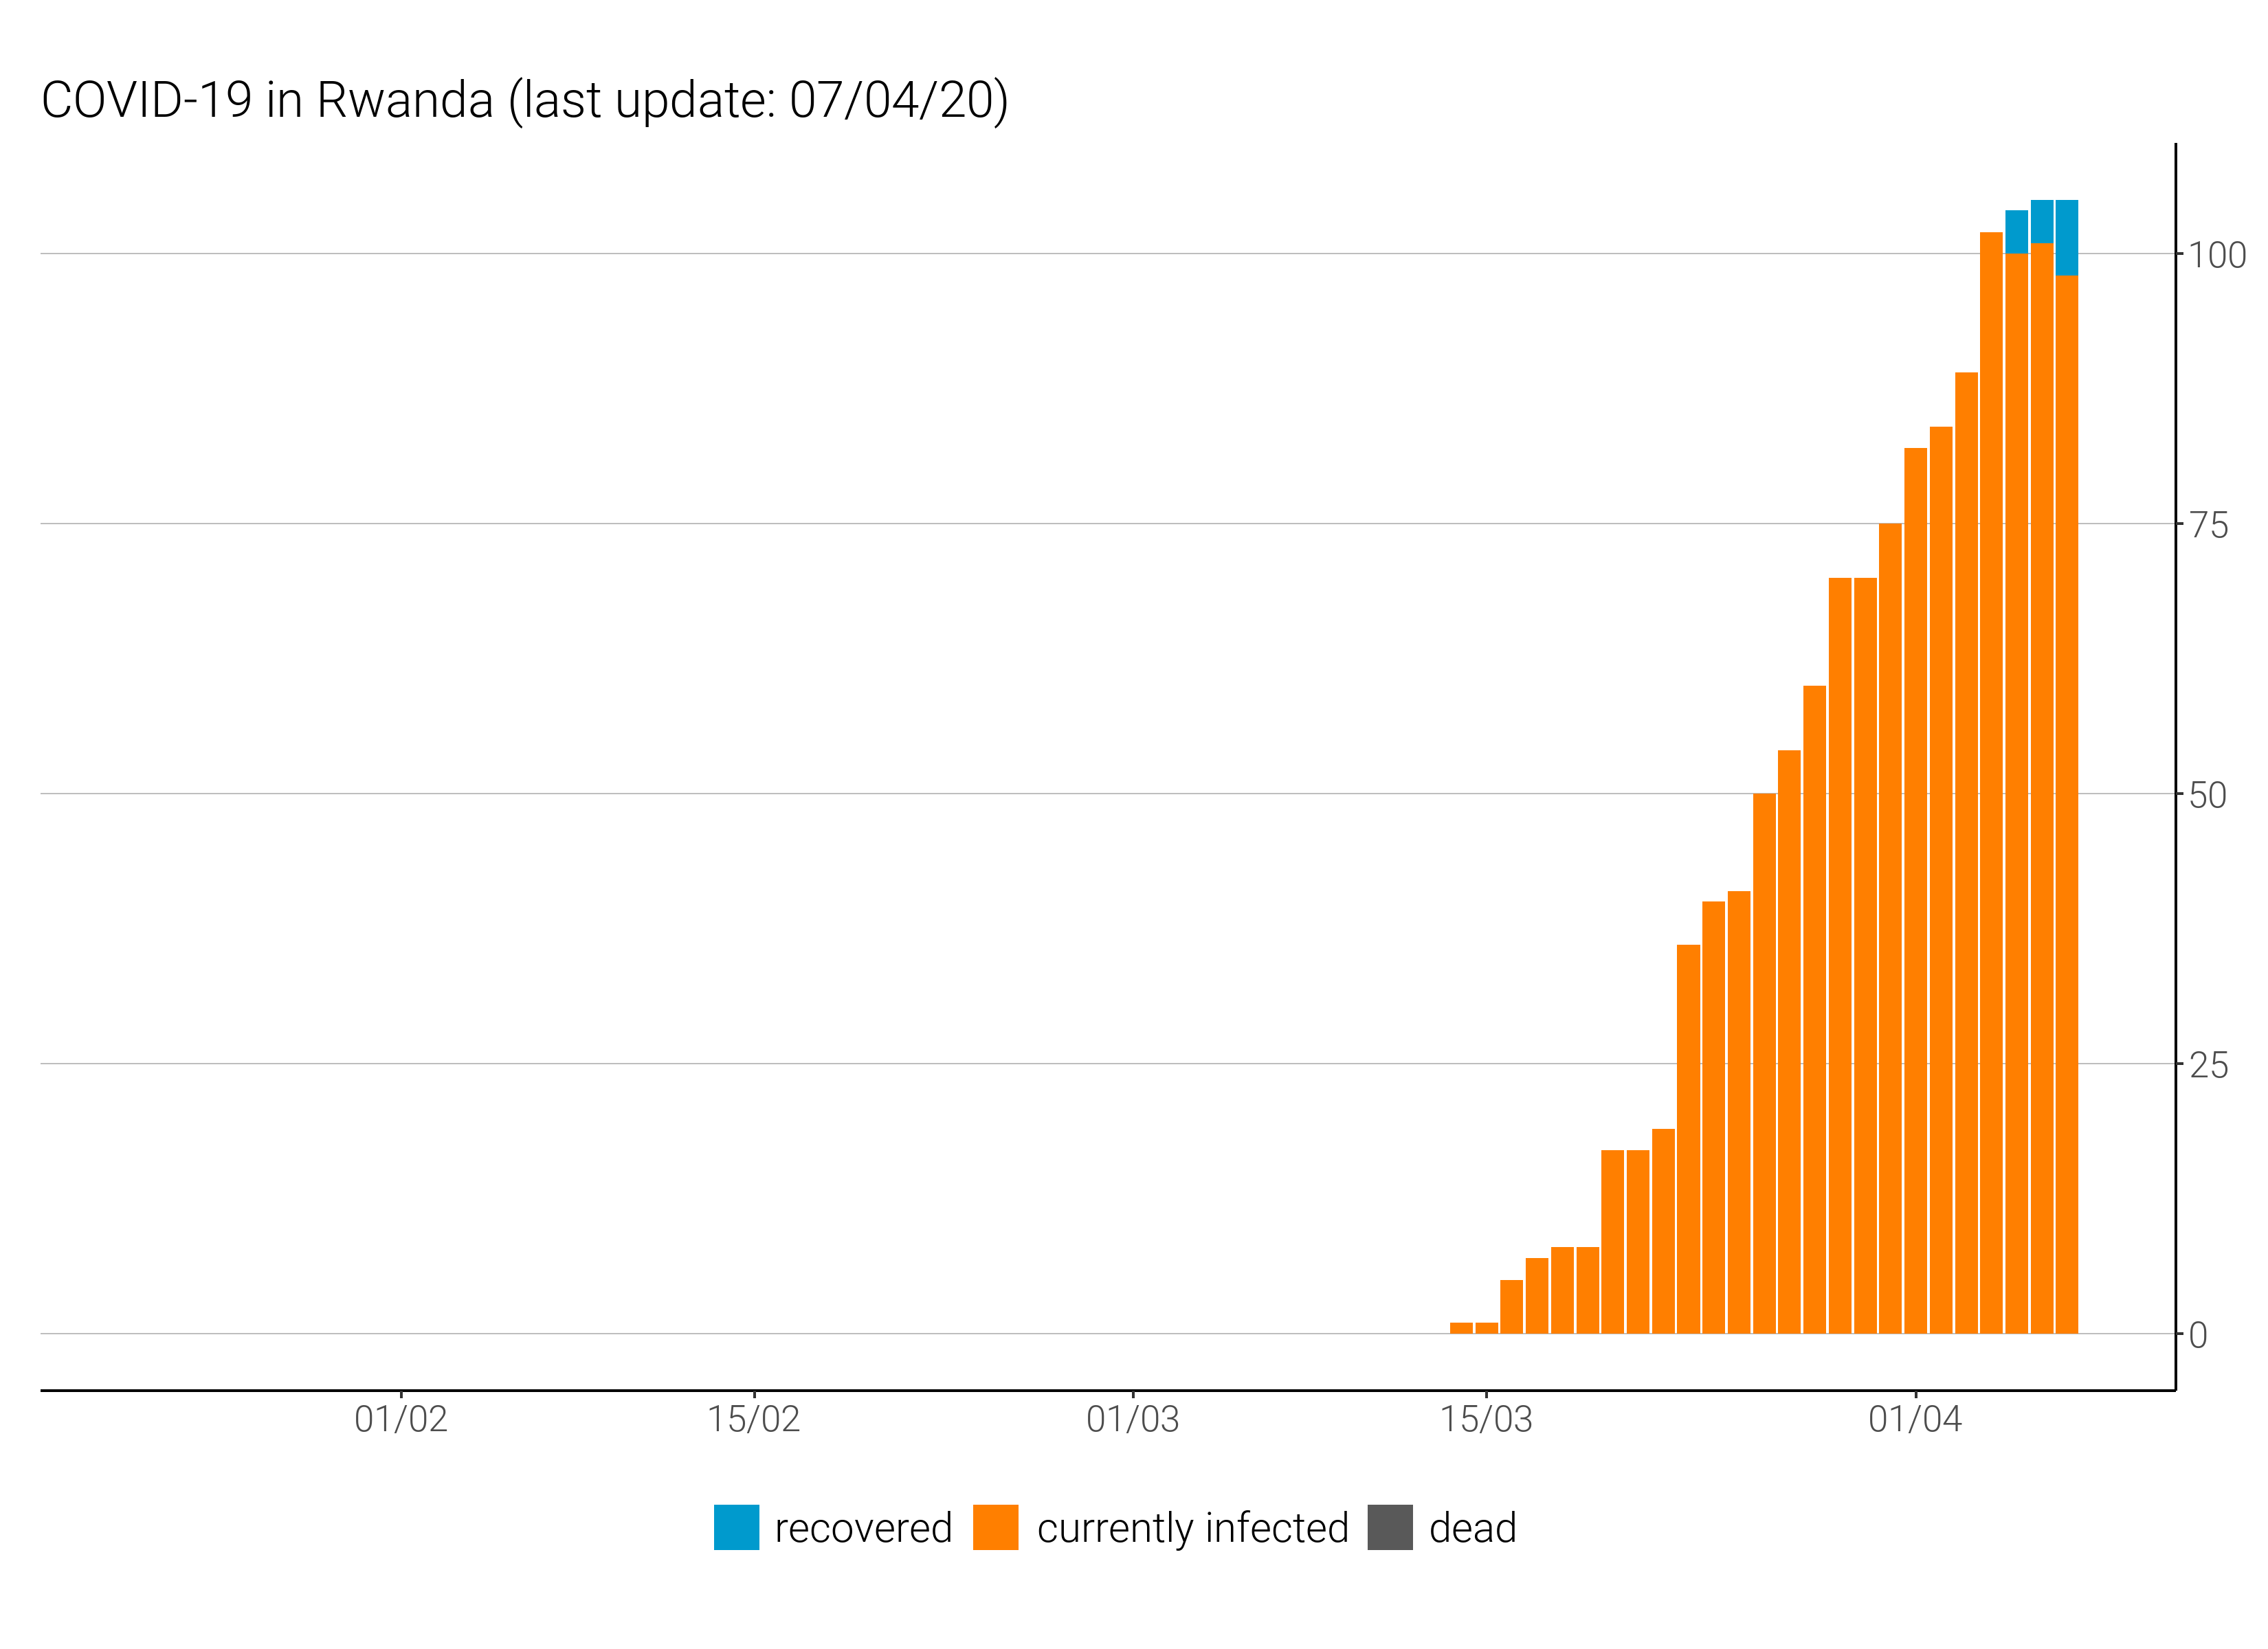 COVID-19 in Rwanda (last update: 07/04/20)
100
75
50
25
0
01/02 15/02 01/03 15/03 01/04
recovered currently infected dead